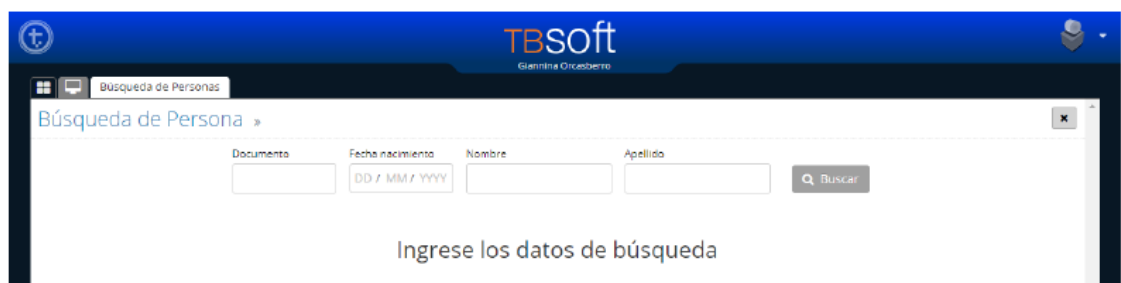 TBSOft
Giannina Orcasberro
Búsqueda de Personas
Búsqueda de Persona »
Documento Fecha nacimiento Nombre Apellido
DD / MM / YYYY Buscar
Ingrese los datos de búsqueda